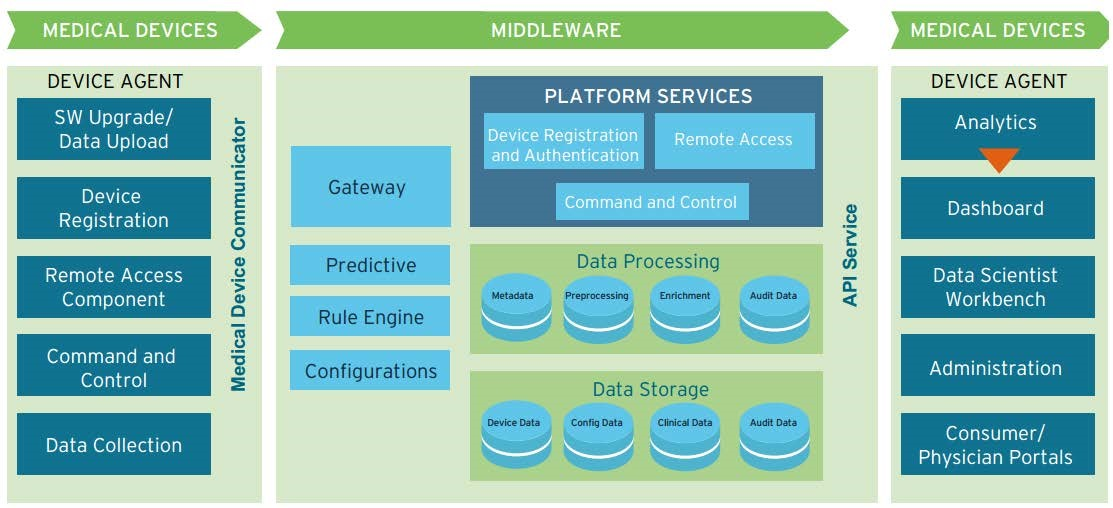 MEDICAL DEVICES
MIDDLEWARE
MEDICAL DEVICES
DEVICE AGENT
SW Upgrade/
Data Upload
Device
Registration
Remote Access
Component
Command and
Control
Data Collection
Medical Device Communicator
Gateway
Predictive
Rule Engine
Configurations
PLATFORM SERVICES
Device Registration
and Authentication
Remote Access
Command and Control
Data Processing
Metadata
Preprocessing
Enrichment
Audit Data
Data Storage
Device Data
Config Data
Clinical Data
Audit Data
API Service
DEVICE AGENT
Analytics
Dashboard
Data Scientist
Workbench
Administration
Consumer/
Physician Portals